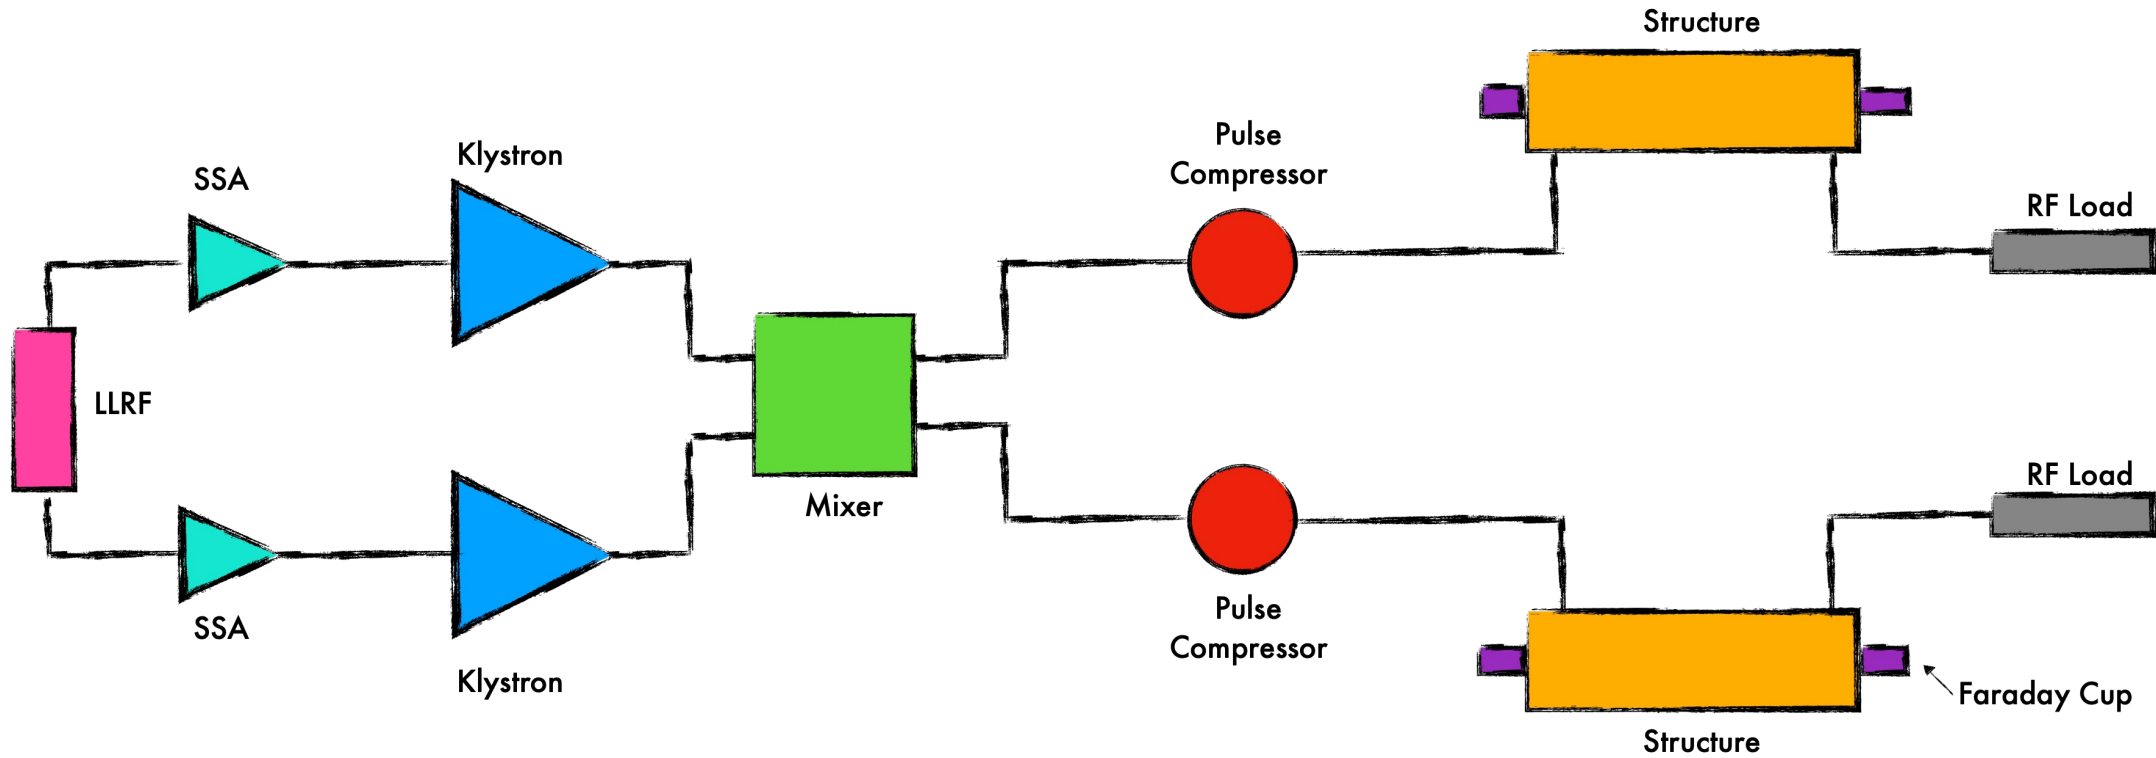 Structure
Pulse
Compressor
Klystron
SSA
RF Load
LLRF
Mixer
RF Load
SSA
Pulse
Compressor
Klystron
Faraday Cup
Structure